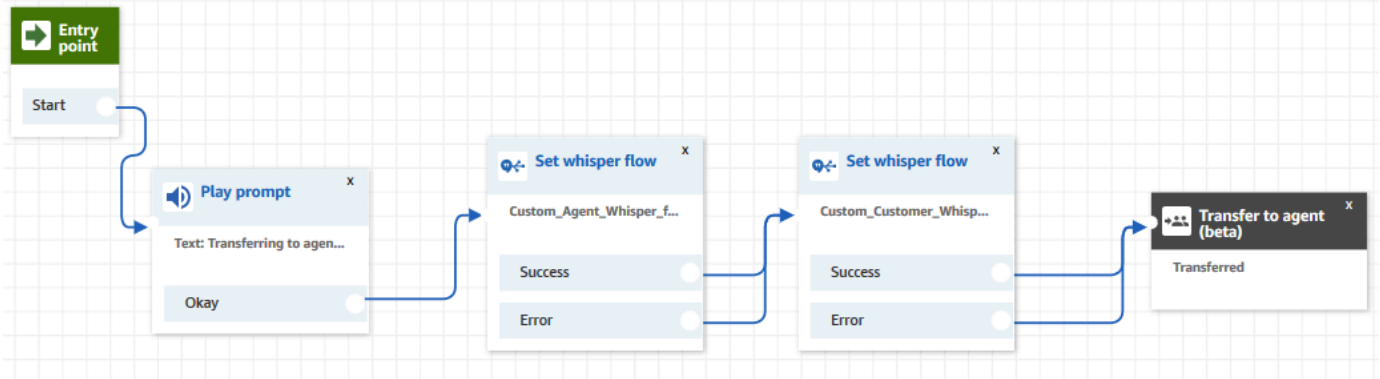 Entry
point
Start
x
Play prompt
Text: Transferring to agen...
Okay
x
Set whisper flow
Custom_Agent_Whisper_f...
Success
Error
x
Set whisper flow
Custom_Customer_Whisp...
Success
Error
x
Transfer to agent
(beta)
Transferred